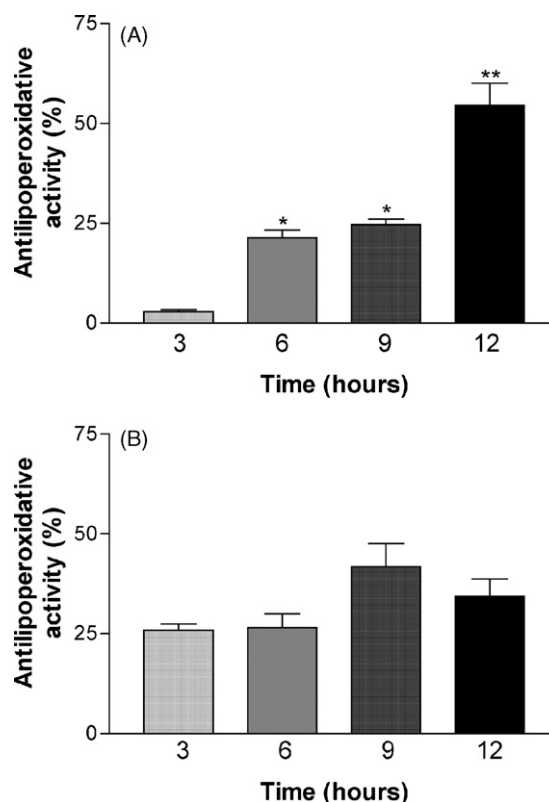 (A)
Antilipoperoxidative
activity (%)
75
50
25
0
*
*
**
3 6 9 12
Time (hours)
(B)
Antilipoperoxidative
activity (%)
75
50
25
0
3 6 9 12
Time (hours)